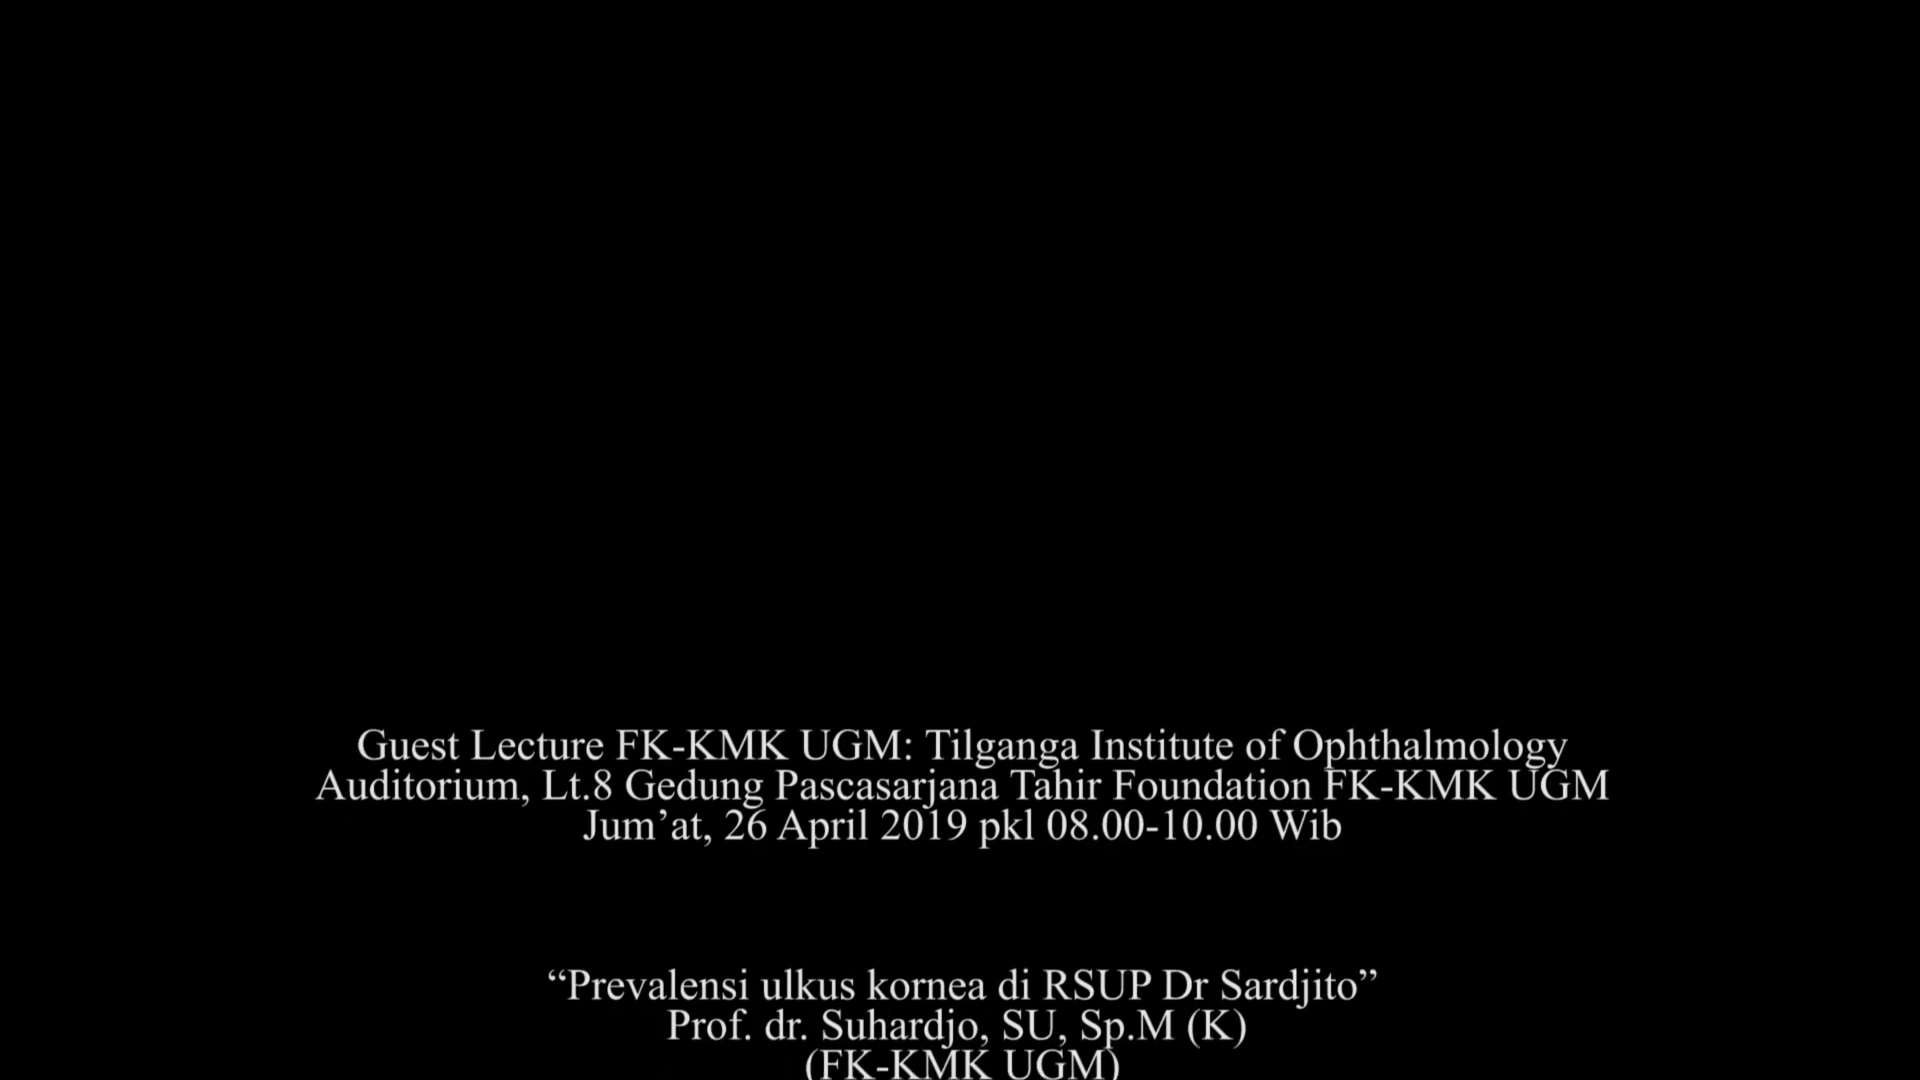 Guest Lecture FK-KMK UGM: Tilganga Institute of Ophthalmology
Auditorium, Lt.8 Gedung Pascasarjana Tahir Foundation FK-KMK UGM
Jum’at, 26 April 2019 pkl 08.00-10.00 Wib
“Prevalensi ulkus kornea di RSUP Dr Sardjito”
Prof. dr. Suhardjo, SU, Sp.M (K)
(FK-KMK UGM)